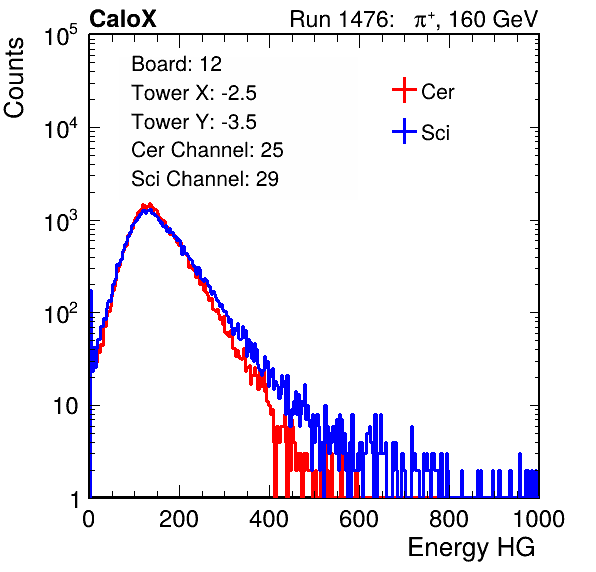 CaloX Run 1476: π⁺, 160 GeV
Counts
10⁵
10⁴
10³
10²
10
1
Board: 12
Tower X: -2.5
Tower Y: -3.5
Cer Channel: 25
Sci Channel: 29
Cer
Sci
0 200 400 600 800 1000
Energy HG